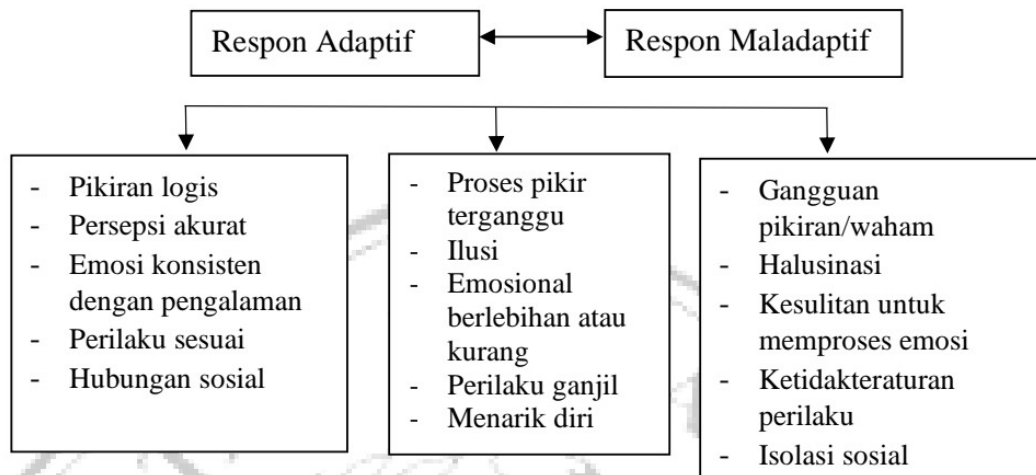 Respon Adaptif
Respon Maladaptif
- Pikiran logis
- Persepsi akurat
- Emosi konsisten
dengan pengalaman
- Perilaku sesuai
- Hubungan sosial
- Proses pikir
terganggu
- Ilusi
- Emosional
berlebihan atau
kurang
- Perilaku ganjil
- Menarik diri
- Gangguan
pikiran/waham
- Halusinasi
- Kesulitan untuk
memproses emosi
- Ketidakteraturan
perilaku
- Isolasi sosial